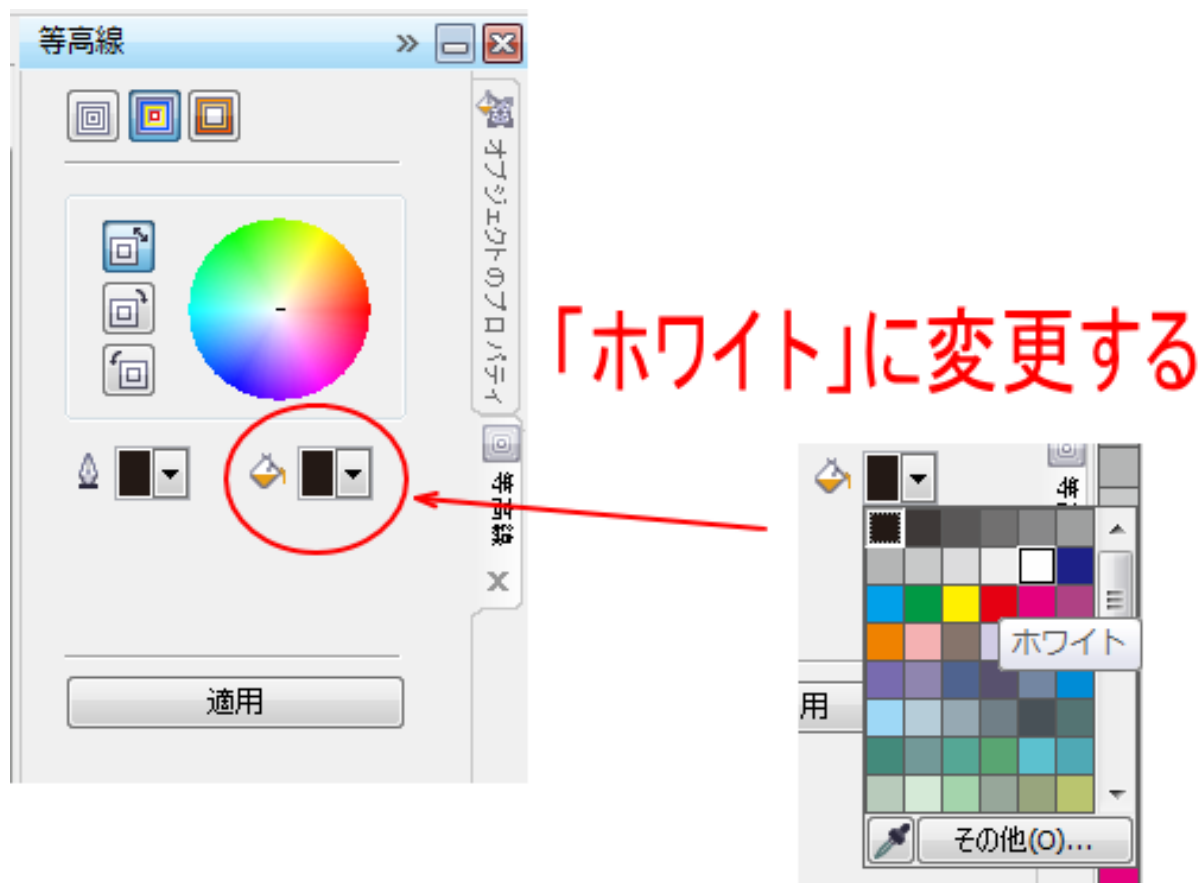 等高線
オブジェクトのプロパティ
等高線
適用
「ホワイト」に変更する
ホワイト
用
その他(O)...